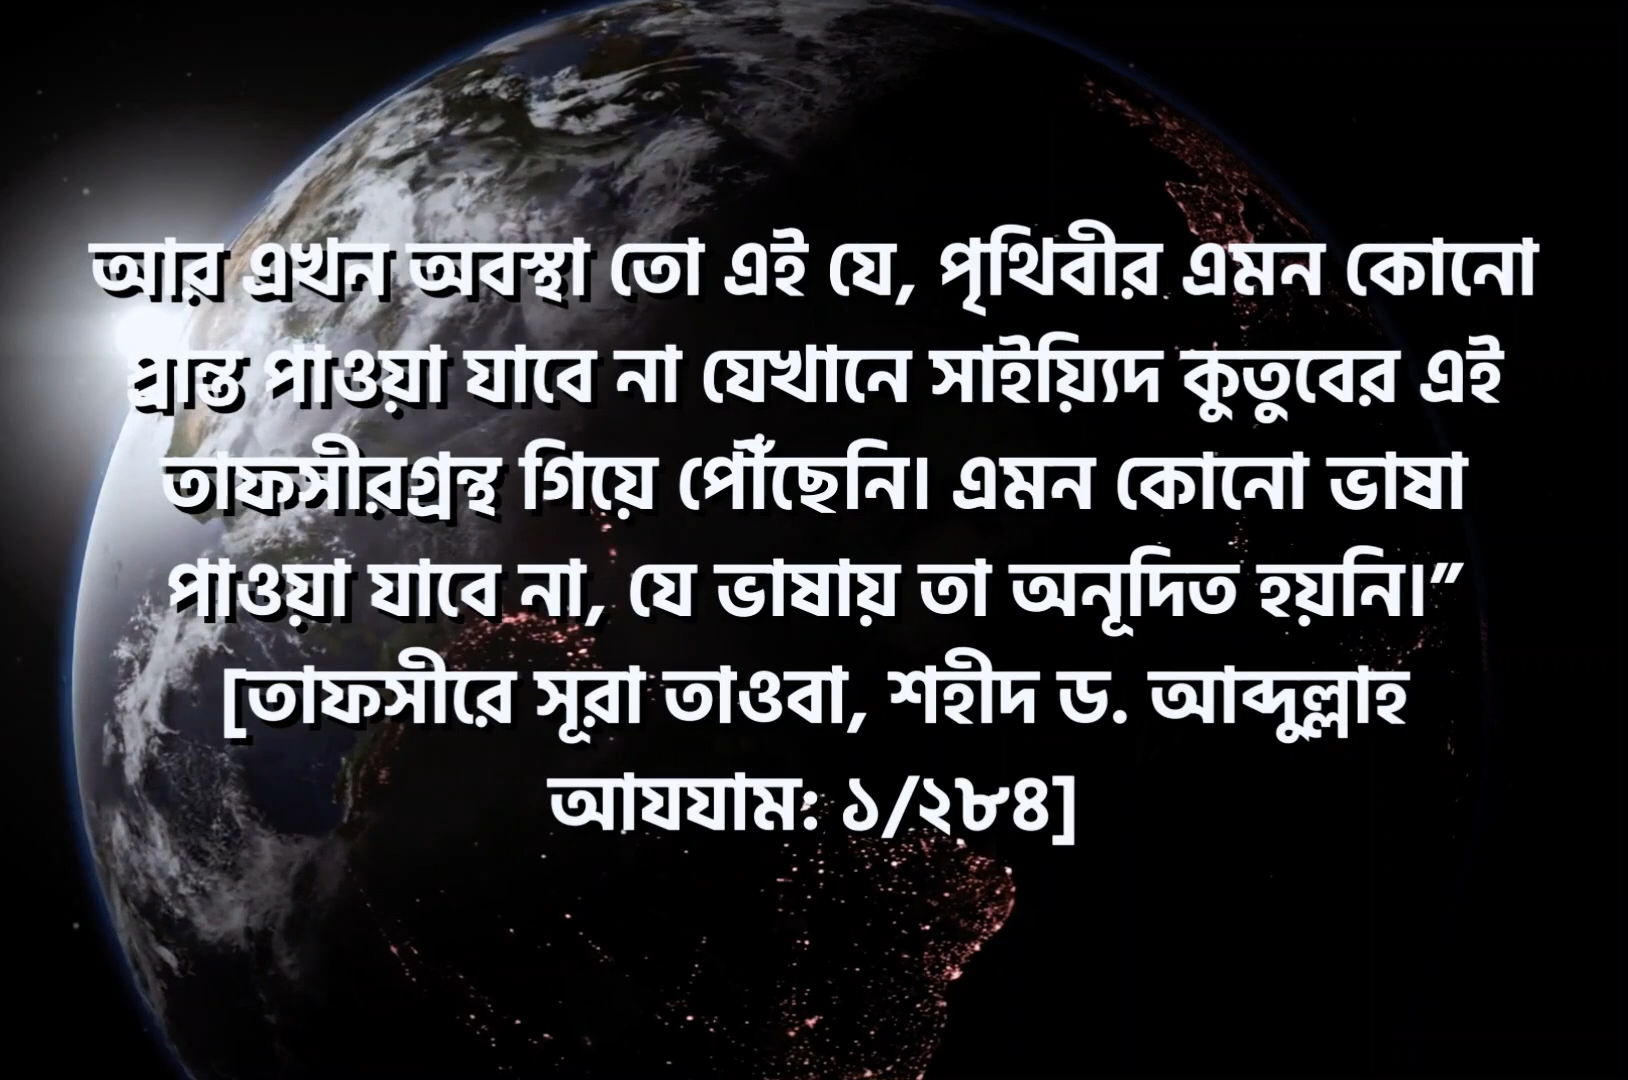 আর এখন অবস্থা তো এই যে, পৃথিবীর এমন কোনো
প্রান্ত পাওয়া যাবে না যেখানে সাইয়্যিদ কুতুবের এই
তাফসীরগ্রন্থ গিয়ে পৌঁছেনি। এমন কোনো ভাষা
পাওয়া যাবে না, যে ভাষায় তা অনূদিত হয়নি।”
[তাফসীরে সূরা তাওবা, শহীদ ড. আব্দুল্লাহ
আযযাম: ১/২৮৪]